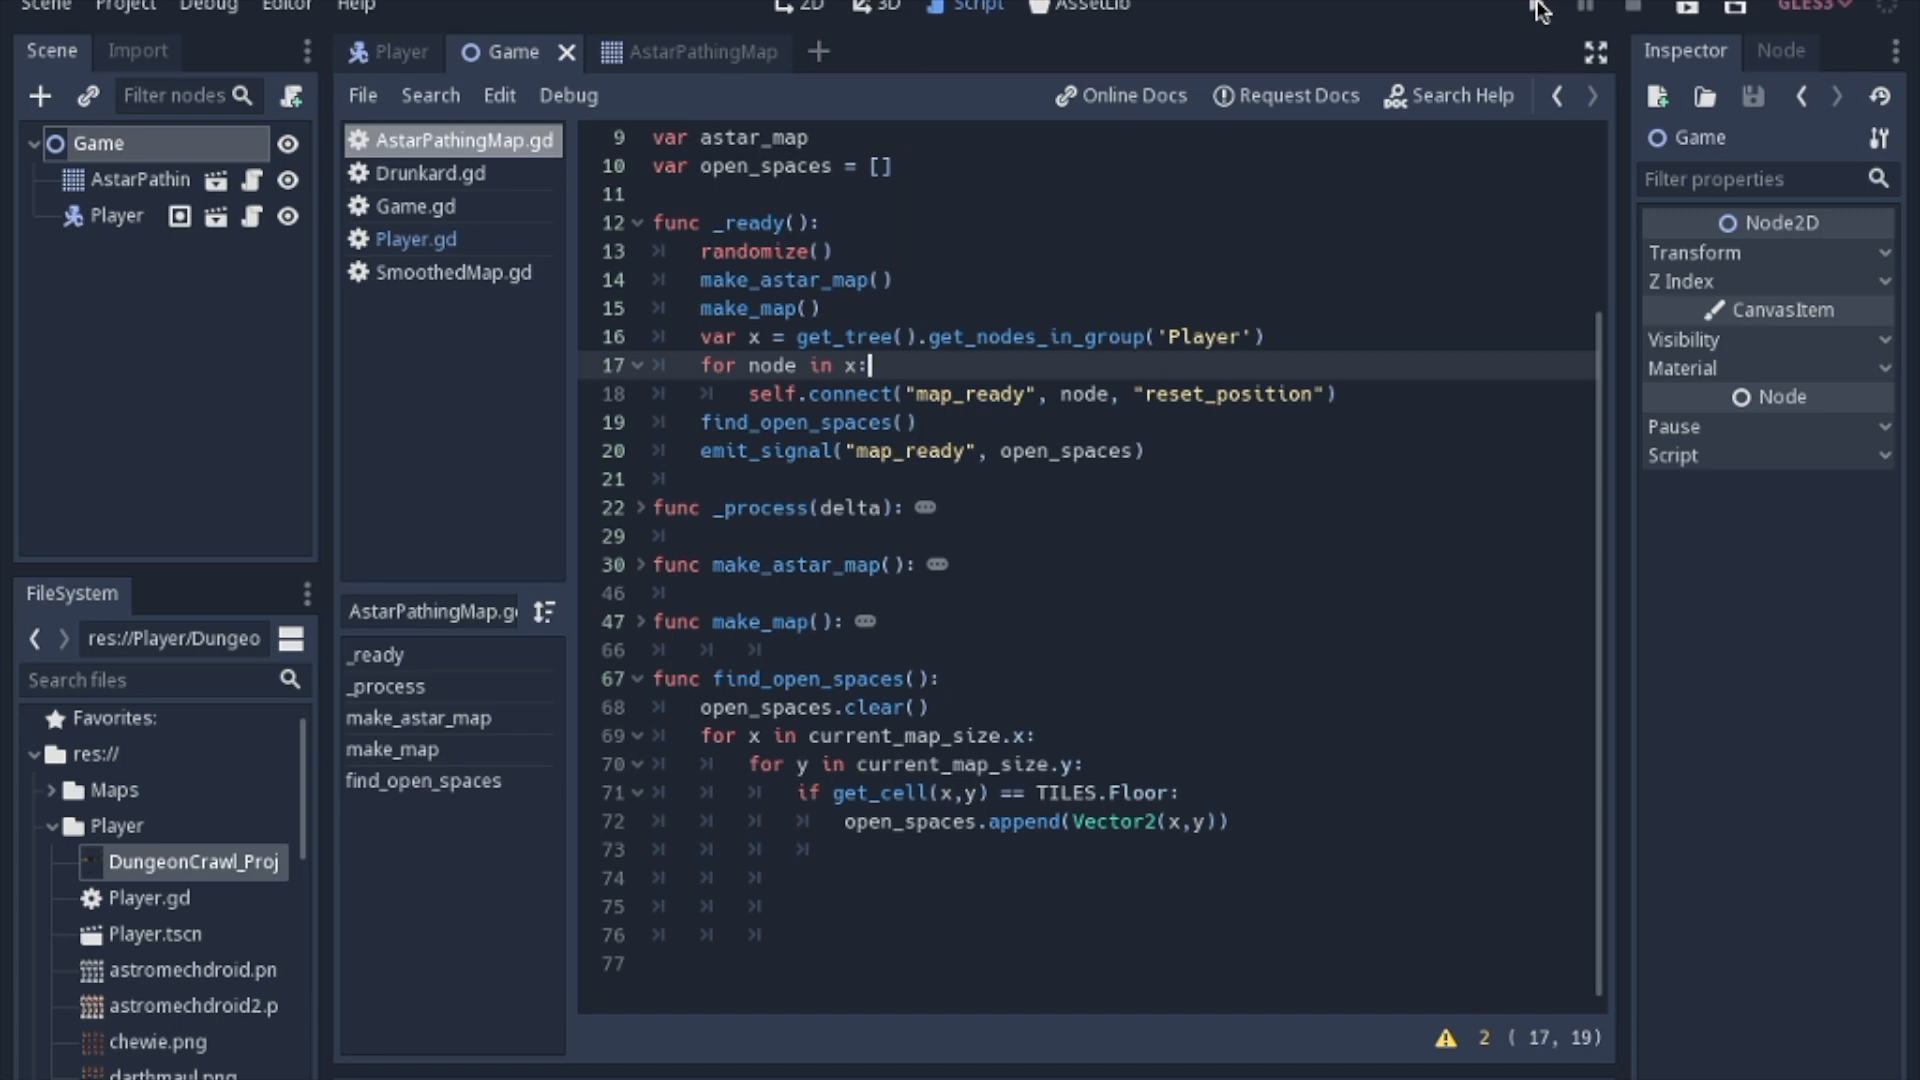 Scene Project Debug Editor Help
2D 3D Script AssetLib
GLES3
Scene Import
Filter nodes
Game
AstarPathin
Player
FileSystem
res://Player/Dungeo
Search files
Favorites:
res://
Maps
Player
DungeonCrawl_Proj
Player.gd
Player.tscn
astromechdroid.pn
astromechdroid2.p
chewie.png
darthmaul.png
Player Game AstarPathingMap
File Search Edit Debug
Online Docs Request Docs Search Help
AstarPathingMap.gd
Drunkard.gd
Game.gd
Player.gd
SmoothedMap.gd
AstarPathingMap.g
_ready
_process
make_astar_map
make_map
find_open_spaces
9 var astar_map
10 var open_spaces = []
11
12 func _ready():
13 randomize()
14 make_astar_map()
15 make_map()
16 var x = get_tree().get_nodes_in_group('Player')
17 for node in x:
18 self.connect("map_ready", node, "reset_position")
19 find_open_spaces()
20 emit_signal("map_ready", open_spaces)
21
22 func _process(delta):
29
30 func make_astar_map():
46
47 func make_map():
66
67 func find_open_spaces():
68 open_spaces.clear()
69 for x in current_map_size.x:
70 for y in current_map_size.y:
71 if get_cell(x,y) == TILES.Floor:
72 open_spaces.append(Vector2(x,y))
73
74
75
76
77
2 ( 17, 19)
Inspector Node
Game
Filter properties
Node2D
Transform
Z Index
CanvasItem
Visibility
Material
Node
Pause
Script